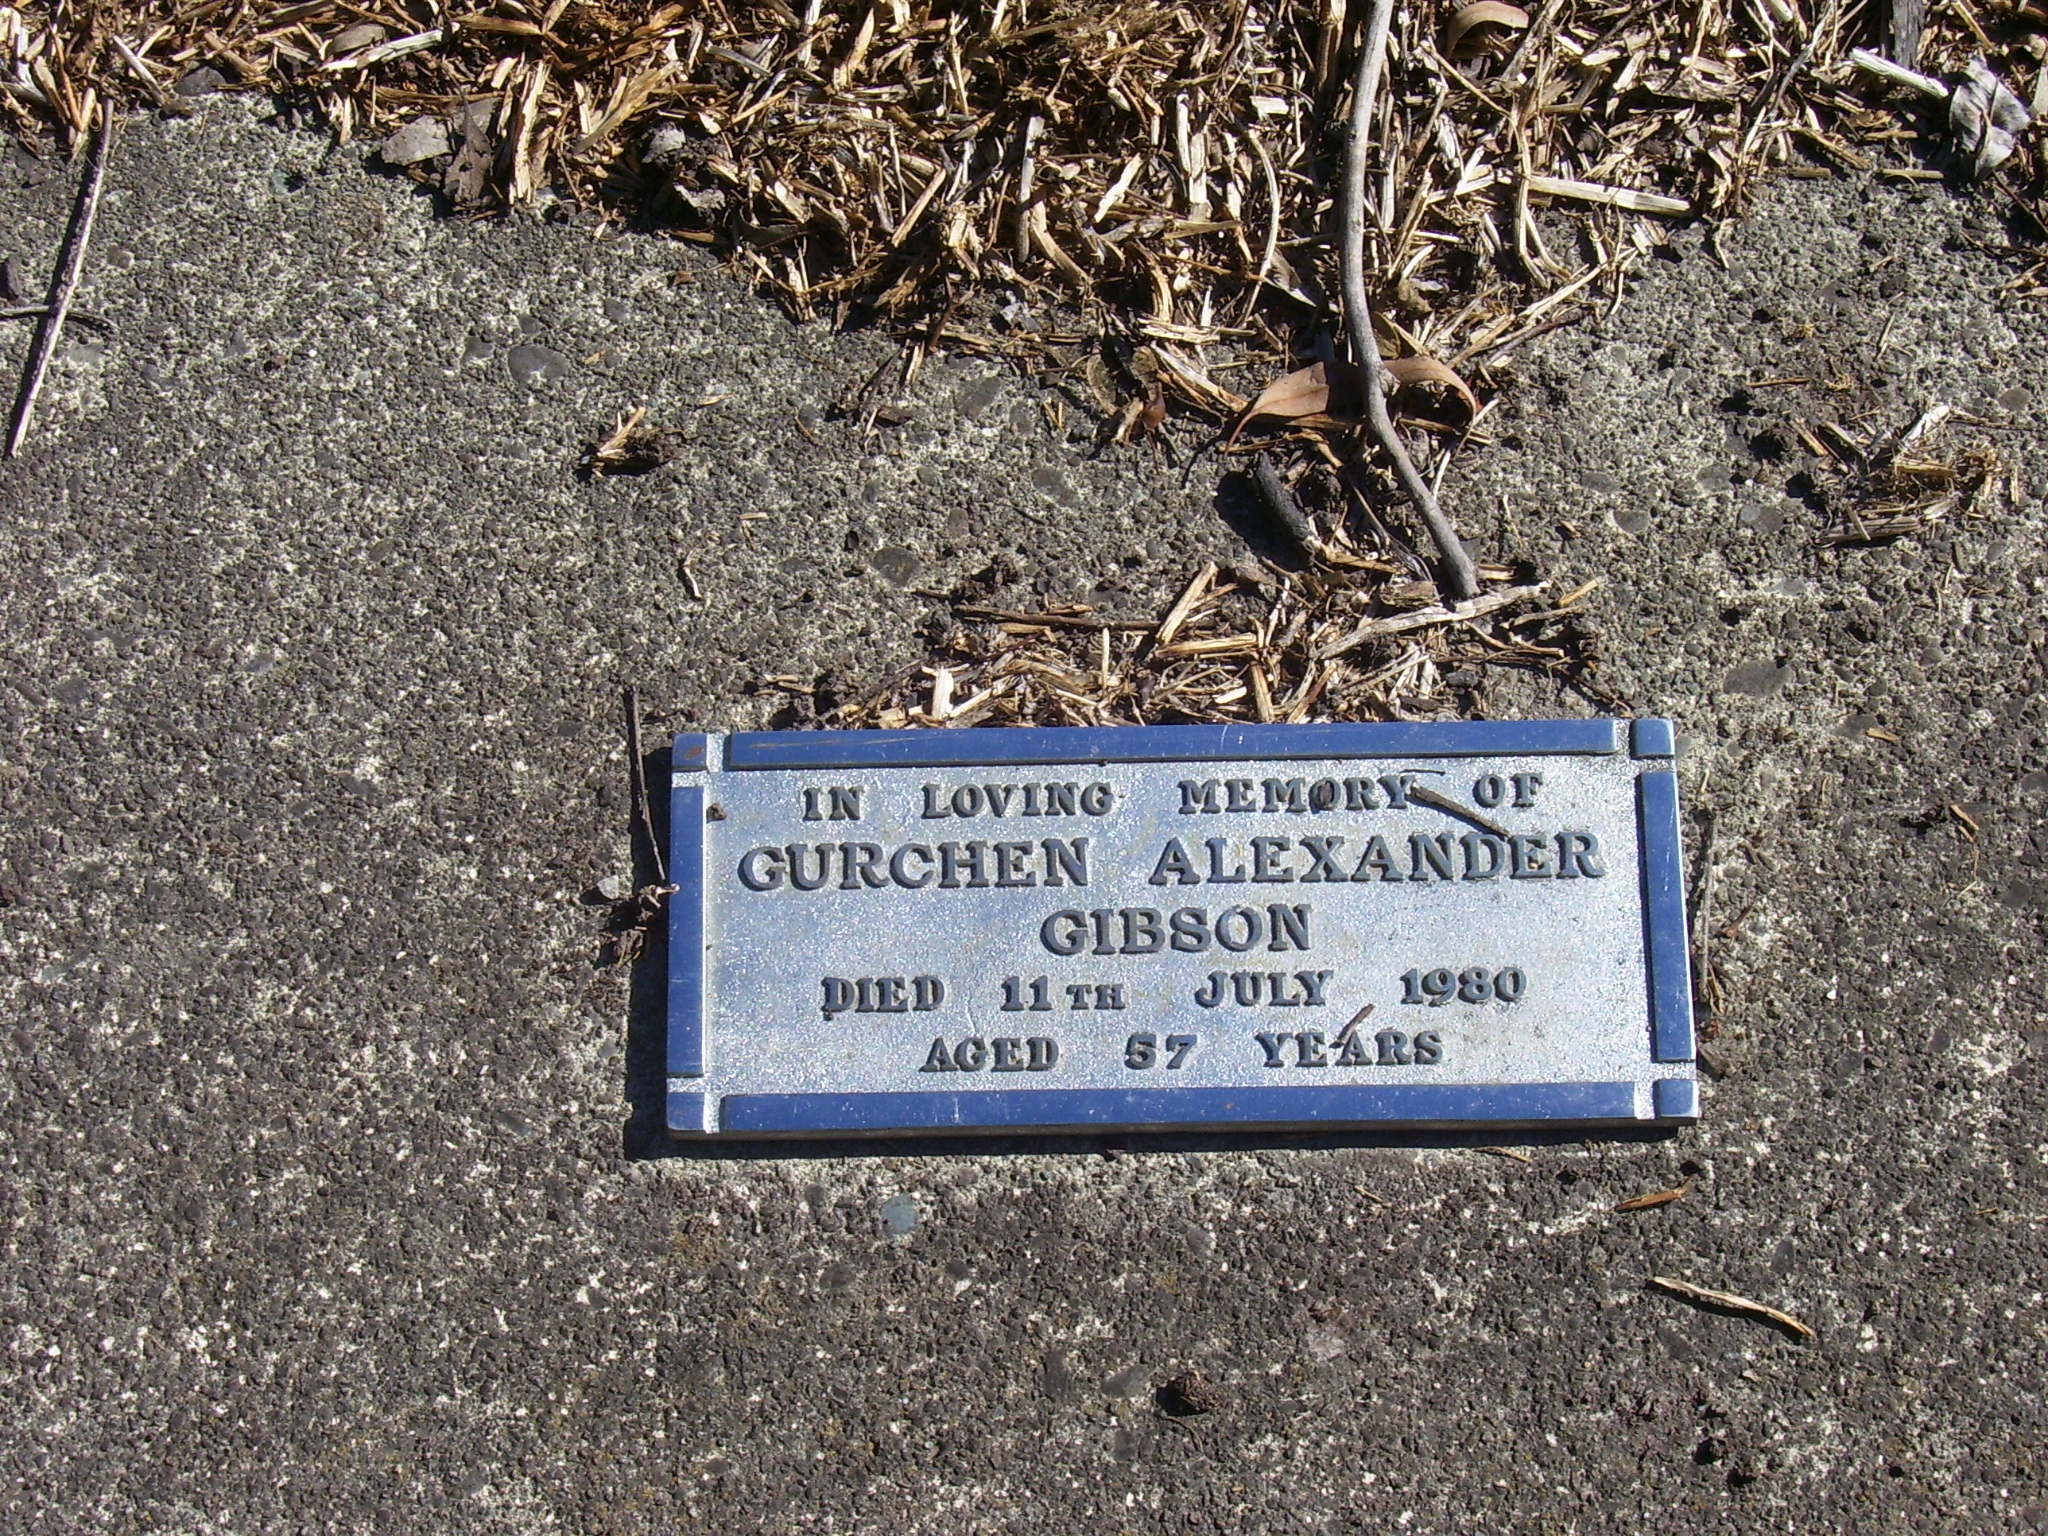 IN LOVING MEMORY OF
GURCHEN ALEXANDER
GIBSON
DIED 11TH JULY 1980
AGED 57 YEARS